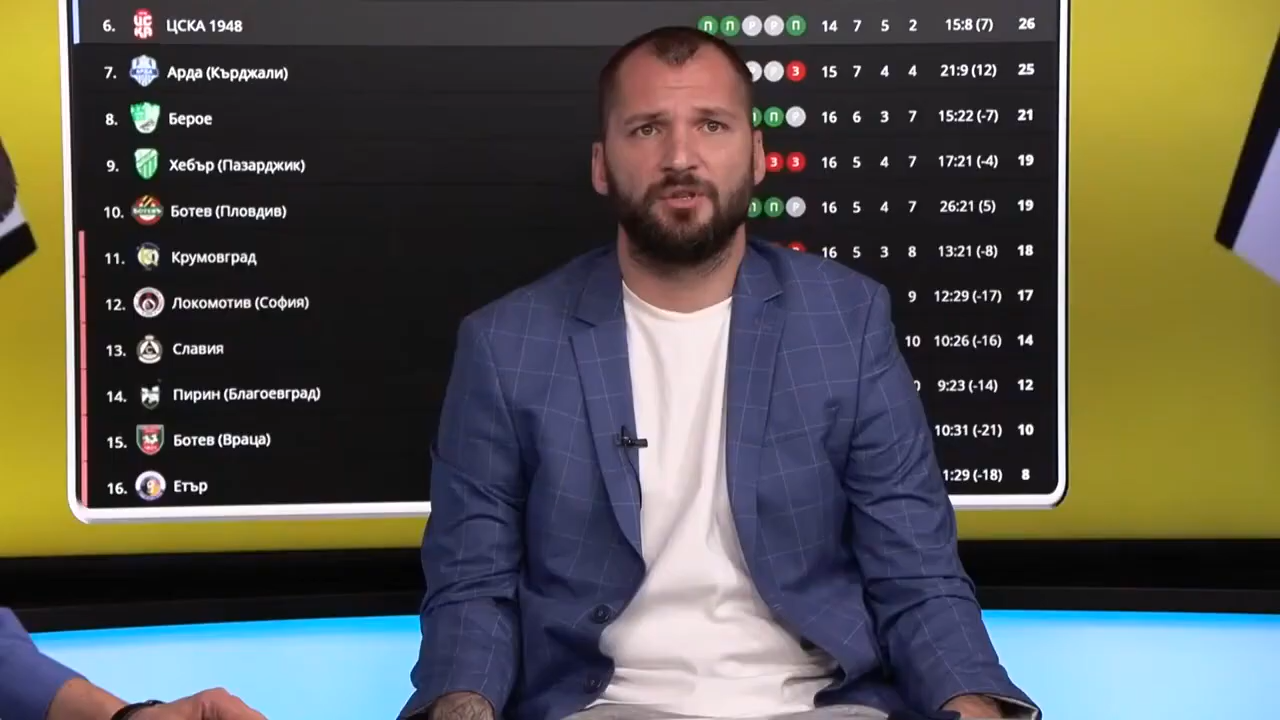 6. ЦСКА 1948 П П Р Р П 14 7 5 2 15:8 (7) 26
7. Арда (Кърджали) Р З 15 7 4 4 21:9 (12) 25
8. Берое П Р 16 6 3 7 15:22 (-7) 21
9. Хебър (Пазарджик) З З 16 5 4 7 17:21 (-4) 19
10. Ботев (Пловдив) П Р 16 5 4 7 26:21 (5) 19
11. Крумовград 16 5 3 8 13:21 (-8) 18
12. Локомотив (София) 9 12:29 (-17) 17
13. Славия 10 10:26 (-16) 14
14. Пирин (Благоевград) 9:23 (-14) 12
15. Ботев (Враца) 10:31 (-21) 10
16. Етър 1:29 (-18) 8